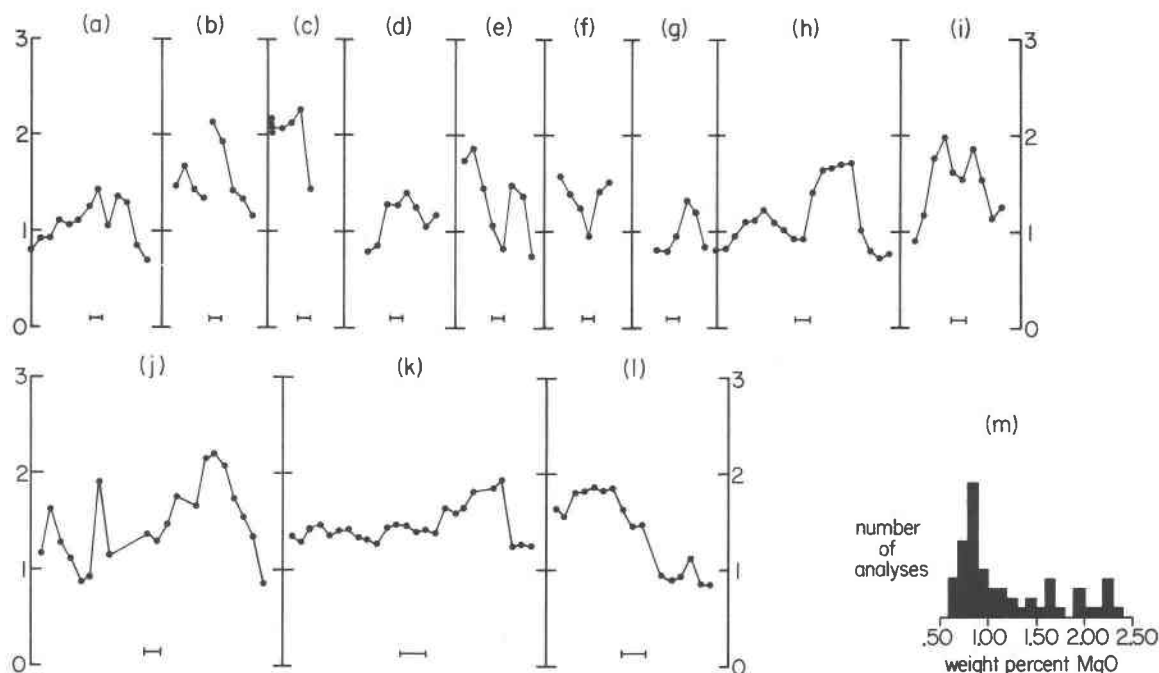 (a) (b) (c) (d) (e) (f) (g) (h) (i)
3 3
2 2
1 1
0 0
(j) (k) (l)
3 3
(m)
2 2
number
of
analyses
1 1
.50 1.00 1.50 2.00 2.50
weight percent MgO
0 0